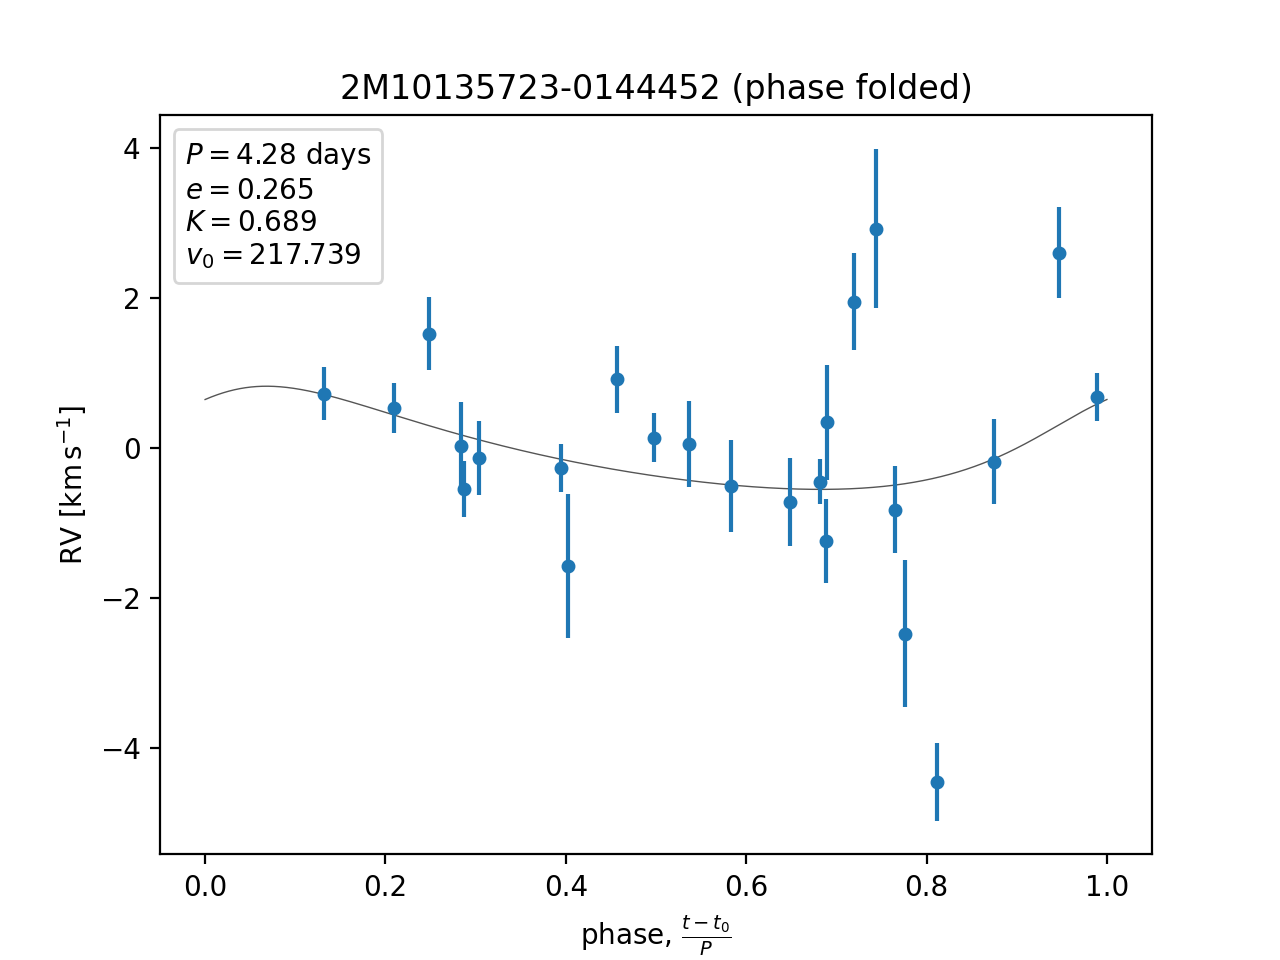 2M10135723-0144452 (phase folded)
P = 4.28 days
e = 0.265
K = 0.689
v₀ = 217.739
4
2
0
−2
−4
RV [km s⁻¹]
0.0 0.2 0.4 0.6 0.8 1.0
phase, (t − t₀)/P